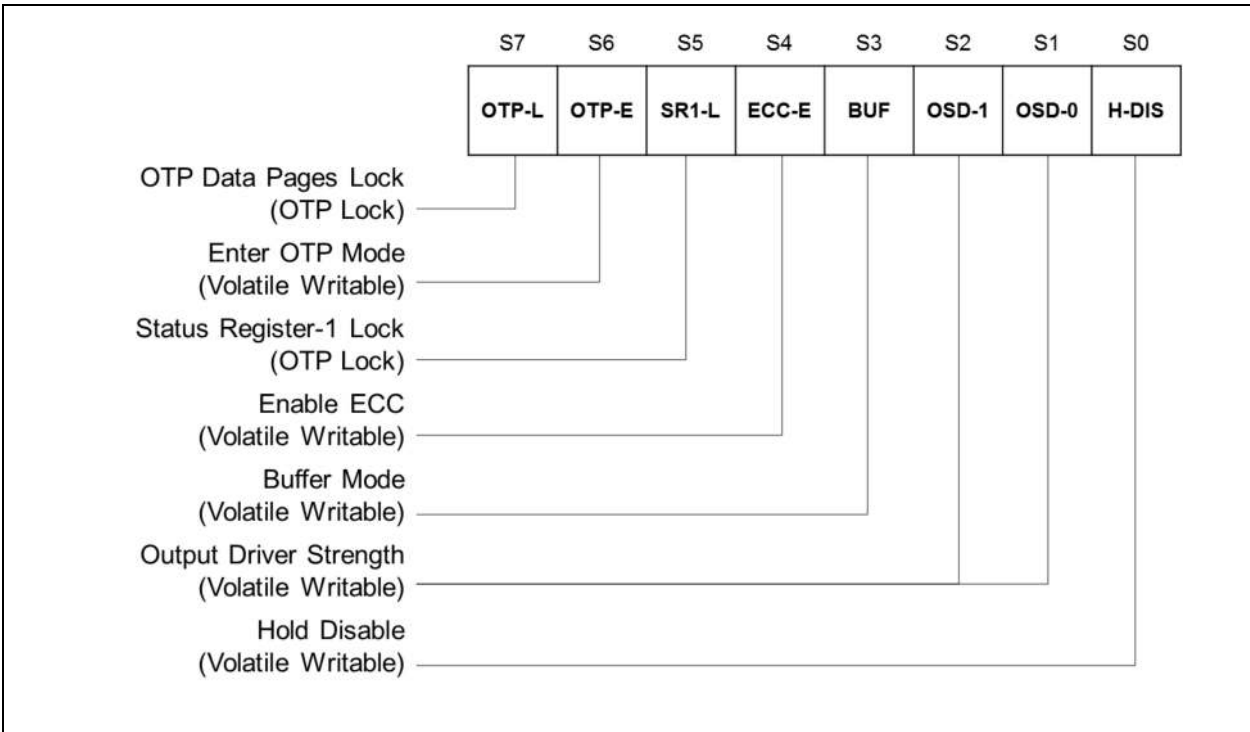 S7 S6 S5 S4 S3 S2 S1 S0
OTP-L OTP-E SR1-L ECC-E BUF OSD-1 OSD-0 H-DIS
OTP Data Pages Lock
(OTP Lock)
Enter OTP Mode
(Volatile Writable)
Status Register-1 Lock
(OTP Lock)
Enable ECC
(Volatile Writable)
Buffer Mode
(Volatile Writable)
Output Driver Strength
(Volatile Writable)
Hold Disable
(Volatile Writable)